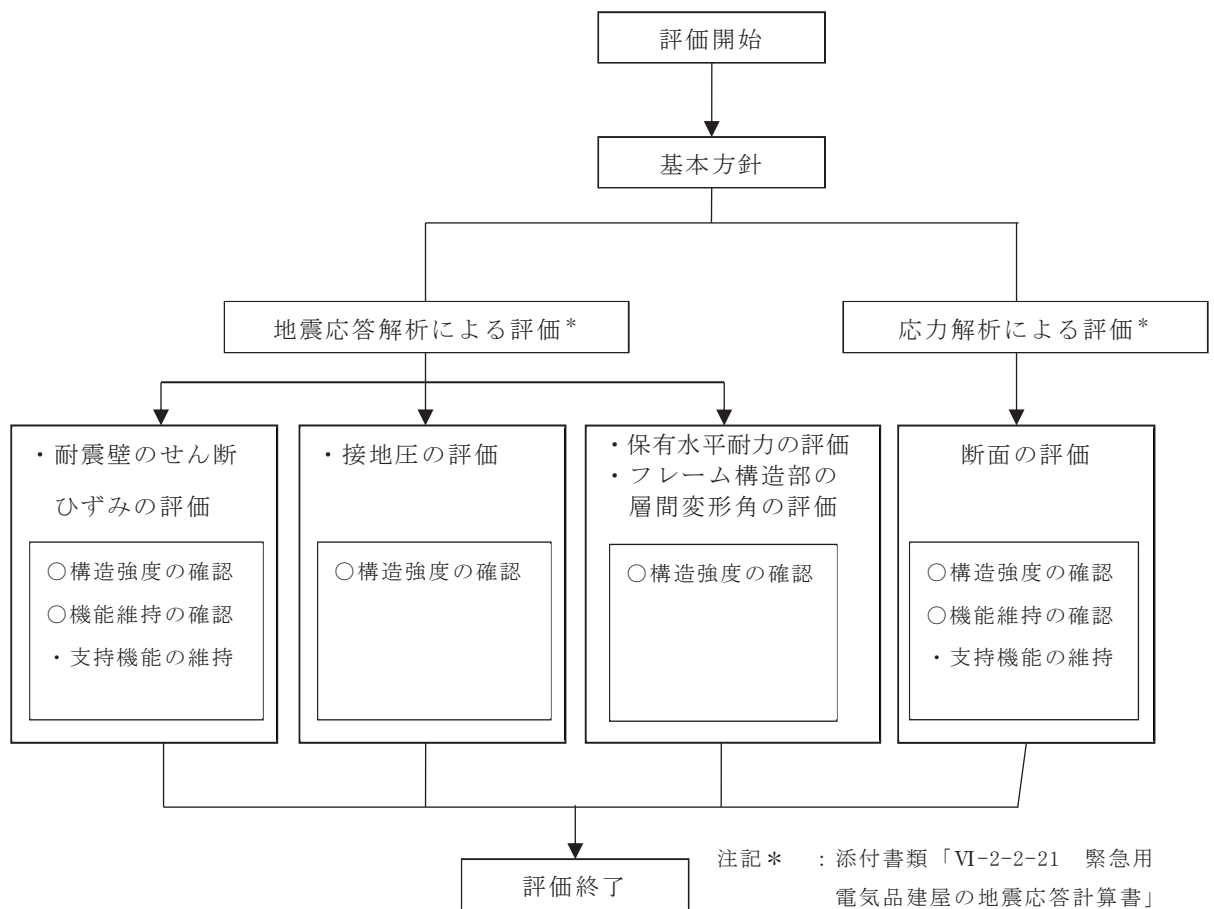 評価開始
基本方針
地震応答解析による評価*
応力解析による評価*
・耐震壁のせん断
ひずみの評価
○構造強度の確認
○機能維持の確認
・支持機能の維持
・接地圧の評価
○構造強度の確認
・保有水平耐力の評価
・フレーム構造部の
層間変形角の評価
○構造強度の確認
断面の評価
○構造強度の確認
○機能維持の確認
・支持機能の維持
評価終了
注記* :添付書類「Ⅵ-2-2-21 緊急用
電気品建屋の地震応答計算書」